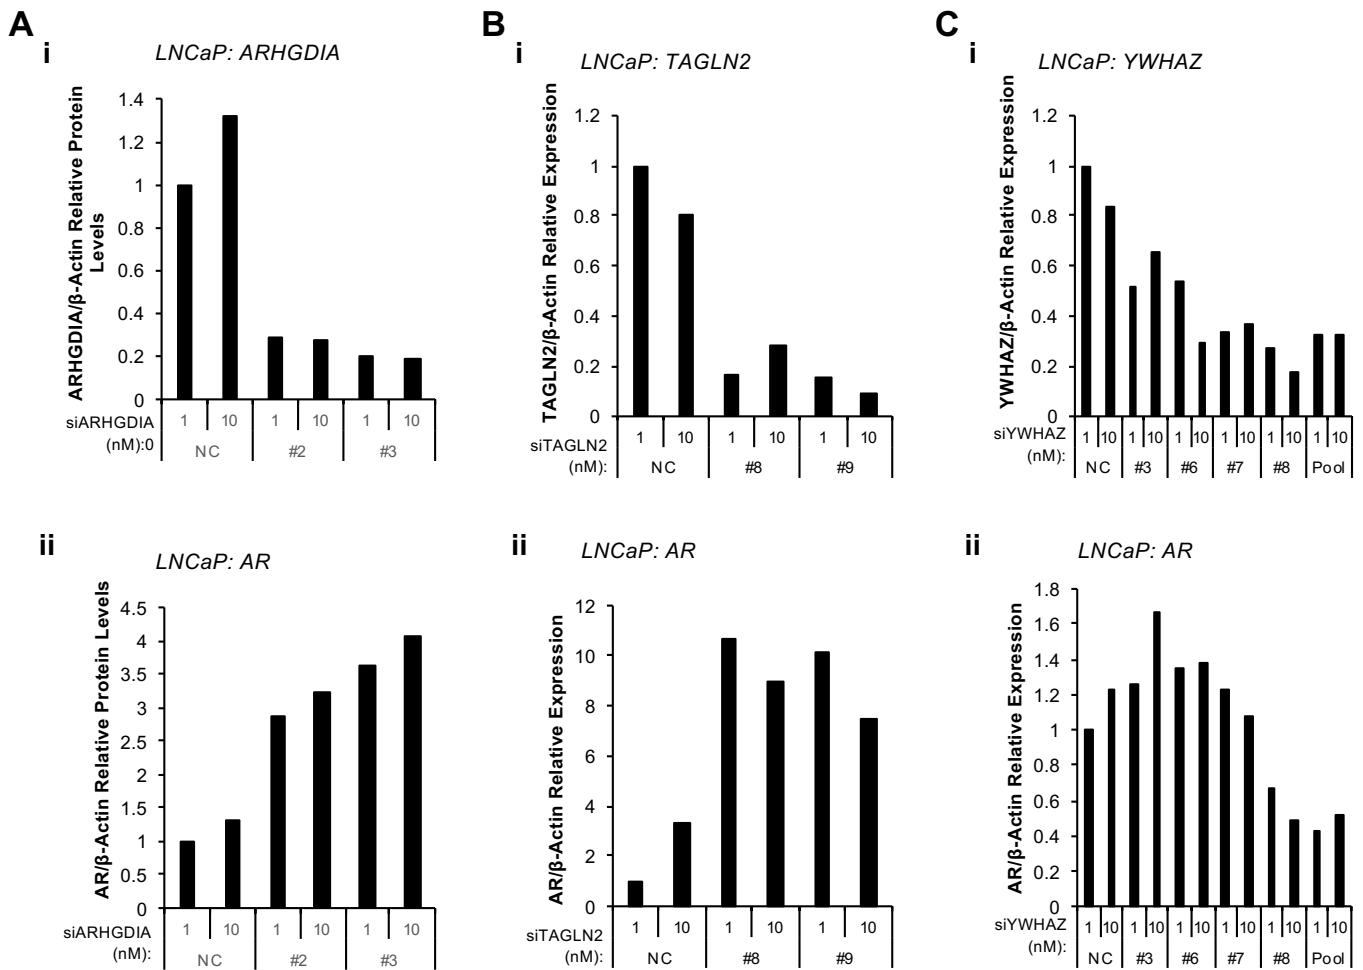 A
i
LNCaP: ARHGDIA
ARHGDIA/β-Actin Relative Protein
Levels
1.4
1.2
1
0.8
0.6
0.4
0.2
0
siARHGDIA 1 10 1 10 1 10
(nM):0 NC #2 #3
B
i
LNCaP: TAGLN2
TAGLN2/β-Actin Relative Expression
1.2
1
0.8
0.6
0.4
0.2
0
siTAGLN2 1 10 1 10 1 10
(nM): NC #8 #9
C
i
LNCaP: YWHAZ
YWHAZ/β-Actin Relative Expression
1.2
1
0.8
0.6
0.4
0.2
0
siYWHAZ 1 10 1 10 1 10 1 10 1 10 1 10
(nM): NC #3 #6 #7 #8 Pool
ii
LNCaP: AR
AR/β-Actin Relative Protein Levels
4.5
4
3.5
3
2.5
2
1.5
1
0.5
0
siARHGDIA 1 10 1 10 1 10
(nM): NC #2 #3
ii
LNCaP: AR
AR/β-Actin Relative Expression
12
10
8
6
4
2
0
siTAGLN2 1 10 1 10 1 10
(nM): NC #8 #9
ii
LNCaP: AR
AR/β-Actin Relative Expression
1.8
1.6
1.4
1.2
1
0.8
0.6
0.4
0.2
0
siYWHAZ 1 10 1 10 1 10 1 10 1 10 1 10
(nM): NC #3 #6 #7 #8 Pool